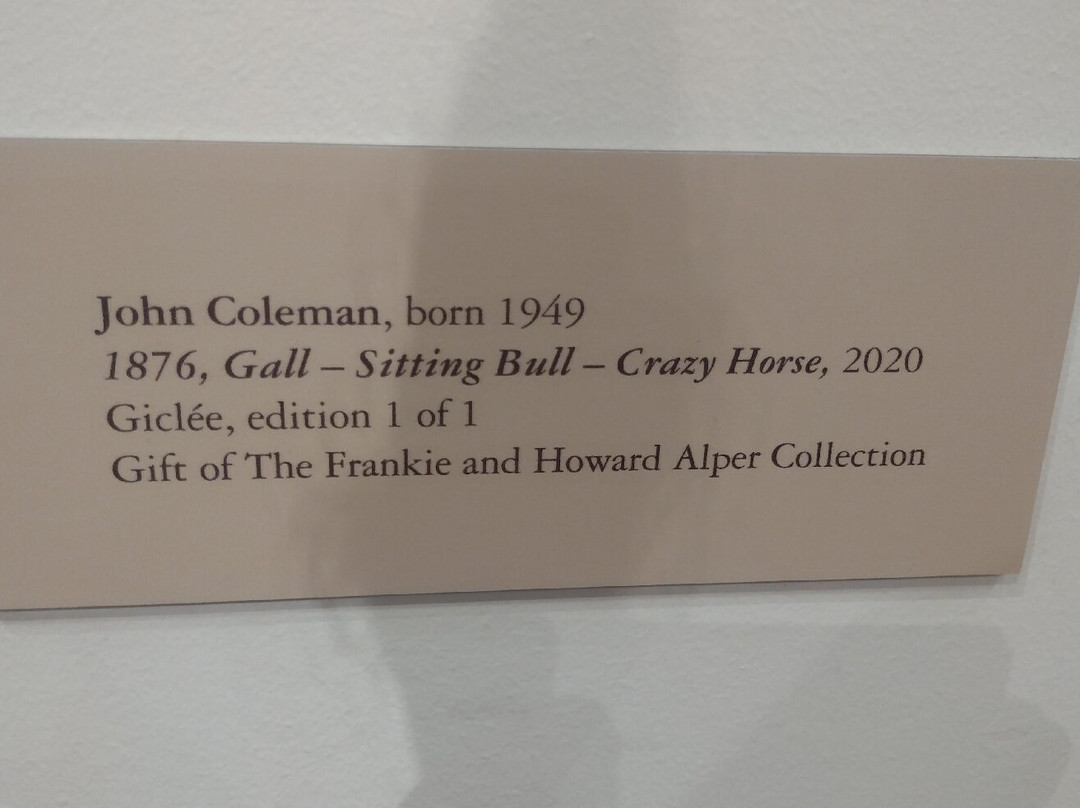 John Coleman, born 1949
1876, Gall – Sitting Bull – Crazy Horse, 2020
Giclée, edition 1 of 1
Gift of The Frankie and Howard Alper Collection